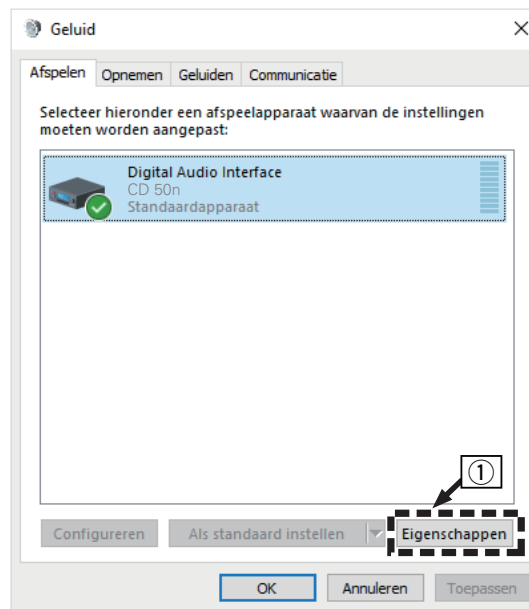 Geluid
Afspelen Opnemen Geluiden Communicatie
Selecteer hieronder een afspeelapparaat waarvan de instellingen
moeten worden aangepast:
Digital Audio Interface
CD 50n
Standaardapparaat
①
Configureren Als standaard instellen Eigenschappen
OK Annuleren Toepassen